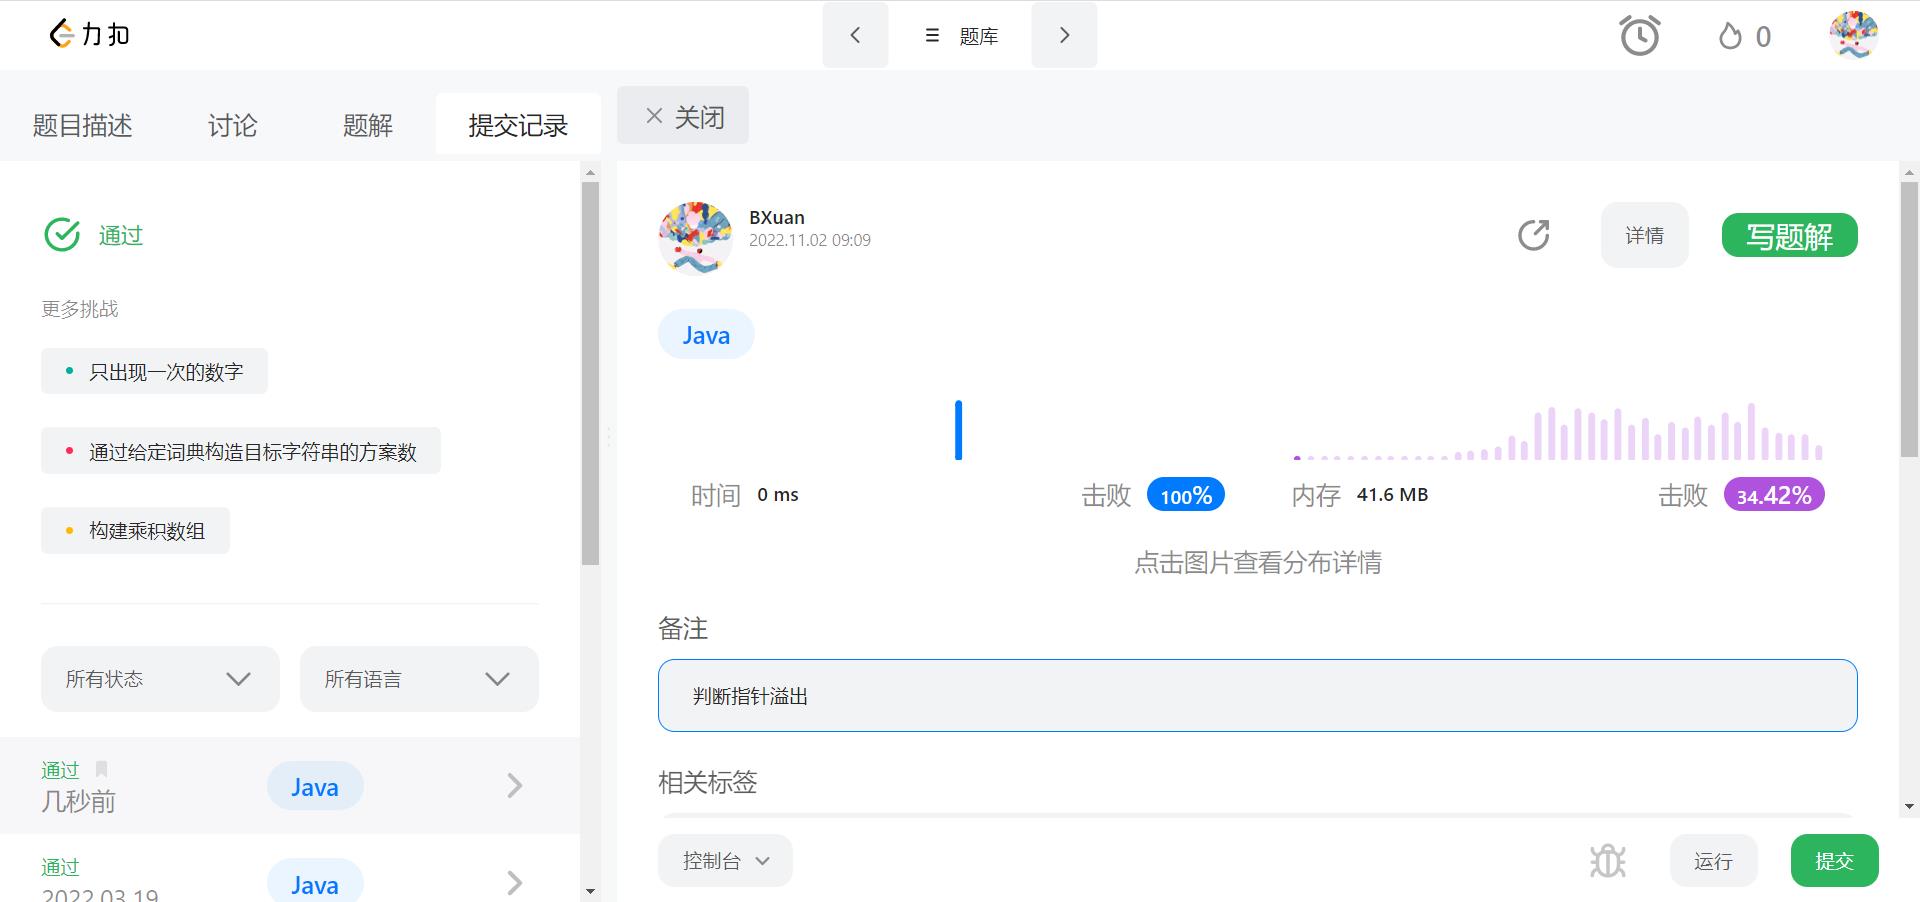 力扣
题库
0
题目描述
讨论
题解
提交记录
关闭
通过
更多挑战
只出现一次的数字
通过给定词典构造目标字符串的方案数
构建乘积数组
所有状态
所有语言
通过
几秒前
Java
通过
2022.03.19
Java
BXuan
2022.11.02 09:09
详情
写题解
Java
时间 0 ms
击败 100%
内存 41.6 MB
击败 34.42%
点击图片查看分布详情
备注
判断指针溢出
相关标签
控制台
运行
提交